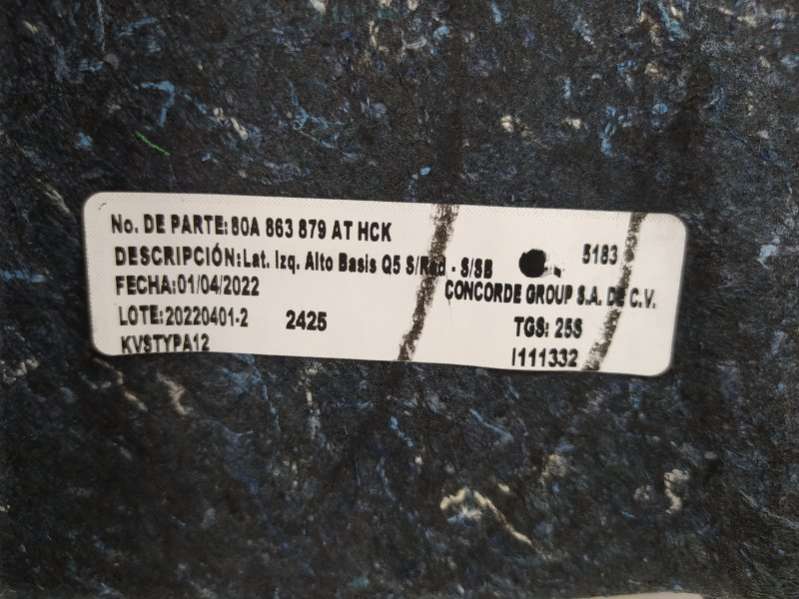 No. DE PARTE:80A 863 879 AT HCK
DESCRIPCIÓN:Lat. Izq. Alto Basis Q5 S/Rad - S/SB 5183
FECHA:01/04/2022 CONCORDE GROUP S.A. DE C.V.
LOTE:20220401-2 2425 TGS: 25S
KVSTYPA12 I111332